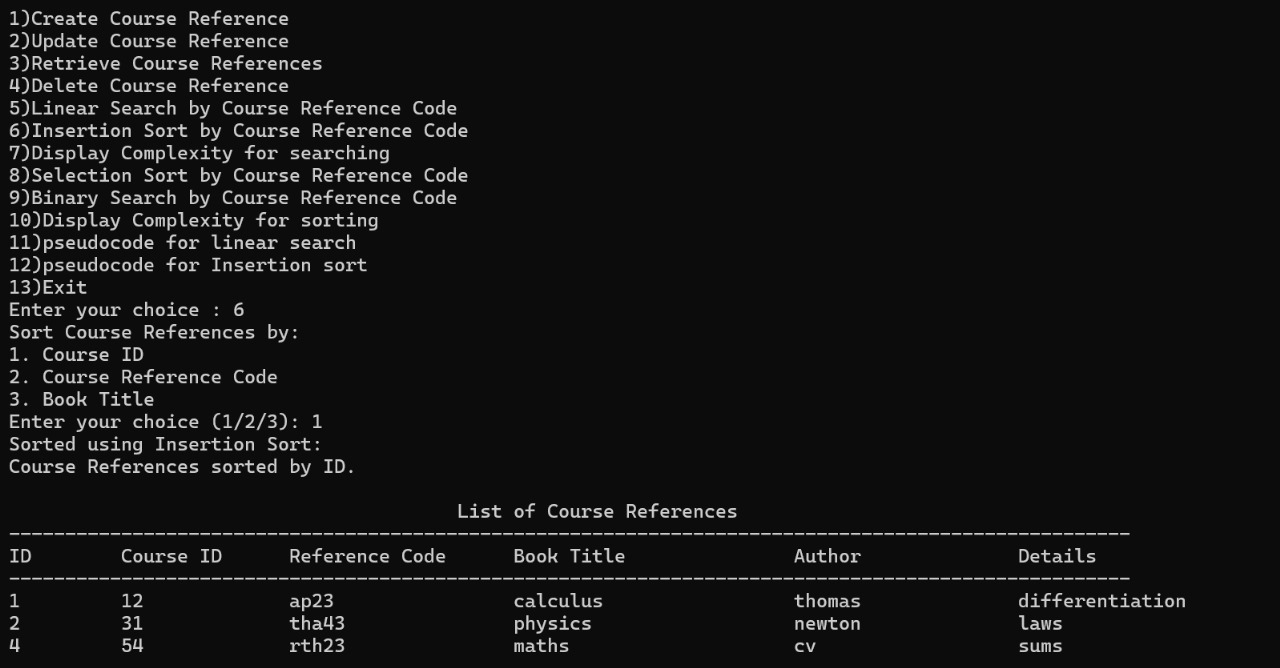 1)Create Course Reference
2)Update Course Reference
3)Retrieve Course References
4)Delete Course Reference
5)Linear Search by Course Reference Code
6)Insertion Sort by Course Reference Code
7)Display Complexity for searching
8)Selection Sort by Course Reference Code
9)Binary Search by Course Reference Code
10)Display Complexity for sorting
11)pseudocode for linear search
12)pseudocode for Insertion sort
13)Exit
Enter your choice : 6
Sort Course References by:
1. Course ID
2. Course Reference Code
3. Book Title
Enter your choice (1/2/3): 1
Sorted using Insertion Sort:
Course References sorted by ID.
List of Course References
----------------------------------------------------------------------------------------------------
ID Course ID Reference Code Book Title Author Details
----------------------------------------------------------------------------------------------------
1 12 ap23 calculus thomas differentiation
2 31 tha43 physics newton laws
4 54 rth23 maths cv sums